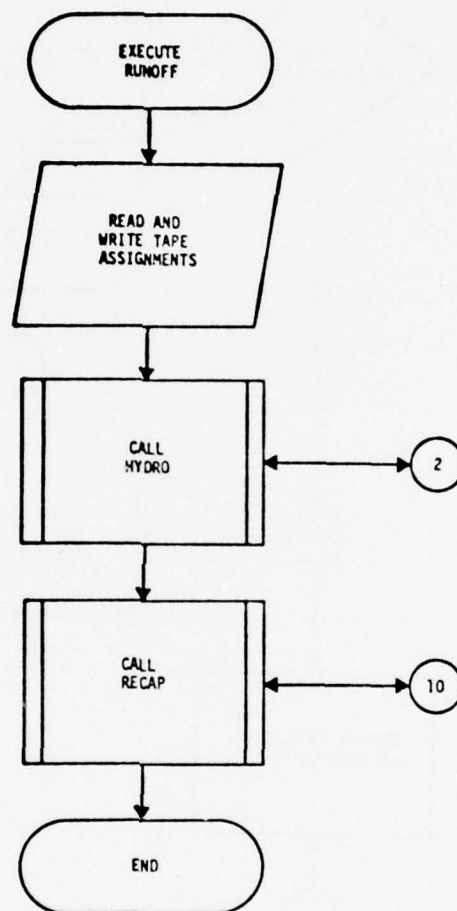 EXECUTE
RUNOFF
READ AND
WRITE TAPE
ASSIGNMENTS
CALL
HYDRO
2
CALL
RECAP
10
END